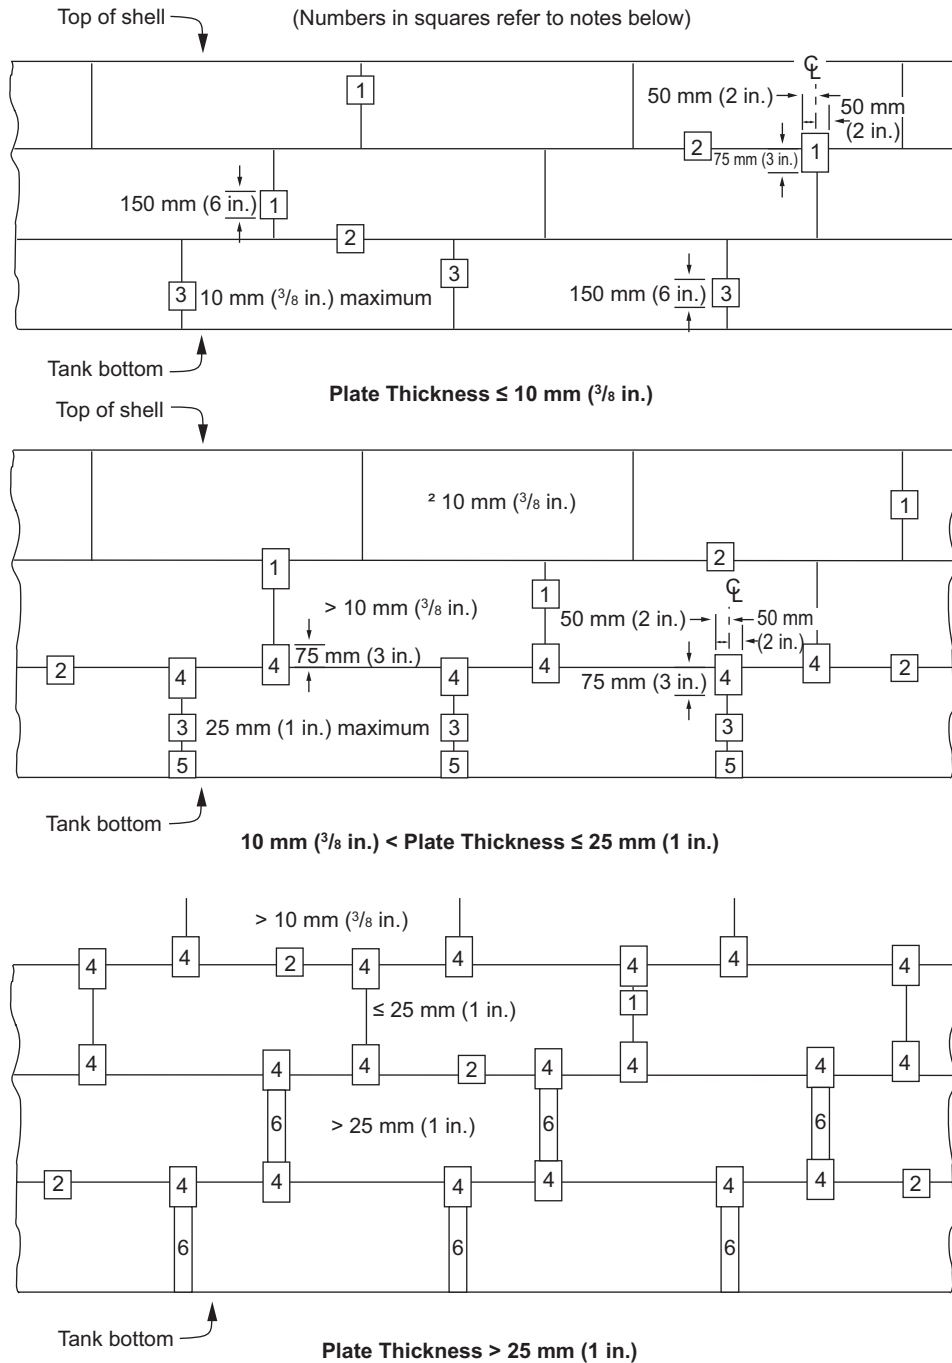 Top of shell
(Numbers in squares refer to notes below)
℄
1
50 mm (2 in.)
50 mm
(2 in.)
2
75 mm (3 in.)
1
150 mm (6 in.)
1
2
3
10 mm (3/8 in.) maximum
3
150 mm (6 in.)
3
Tank bottom
Plate Thickness ≤ 10 mm (3/8 in.)
Top of shell
² 10 mm (3/8 in.)
1
1
2
1
> 10 mm (3/8 in.)
℄
50 mm (2 in.)
50 mm
(2 in.)
2
4
4
75 mm (3 in.)
4
4
75 mm (3 in.)
4
4
2
3
25 mm (1 in.) maximum
3
3
5
5
5
Tank bottom
10 mm (3/8 in.) < Plate Thickness ≤ 25 mm (1 in.)
> 10 mm (3/8 in.)
4
4
2
4
4
4
4
4
≤ 25 mm (1 in.)
1
4
4
4
2
4
4
4
4
6
> 25 mm (1 in.)
6
6
2
4
4
4
4
4
4
2
6
6
6
Tank bottom
Plate Thickness > 25 mm (1 in.)